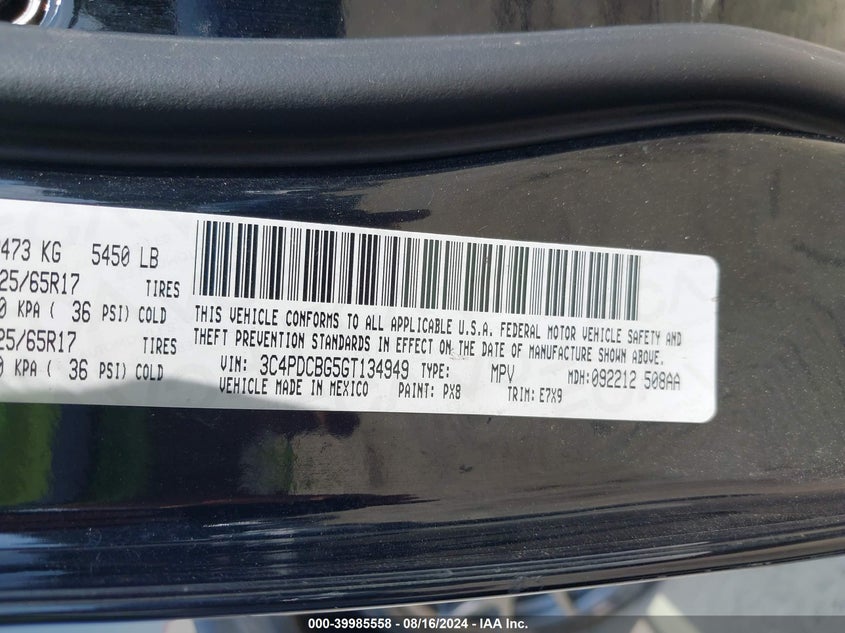 473 KG 5450 LB
25/65R17 TIRES
0 KPA ( 36 PSI) COLD
25/65R17 TIRES
0 KPA ( 36 PSI) COLD
THIS VEHICLE CONFORMS TO ALL APPLICABLE U.S.A. FEDERAL MOTOR VEHICLE SAFETY AND
THEFT PREVENTION STANDARDS IN EFFECT ON THE DATE OF MANUFACTURE SHOWN ABOVE.
VIN: 3C4PDCBG5GT134949 TYPE: MPV MDH:092212 508AA
VEHICLE MADE IN MEXICO PAINT: PX8 TRIM: E7X9
000-39985558 - 08/16/2024 - IAA Inc.